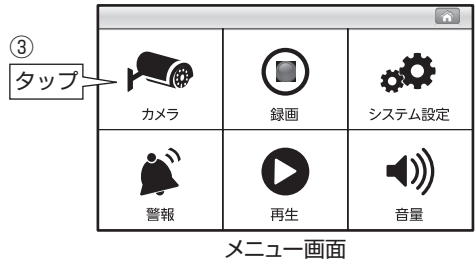 ③
タップ
カメラ
録画
システム設定
警報
再生
音量
メニュー画面